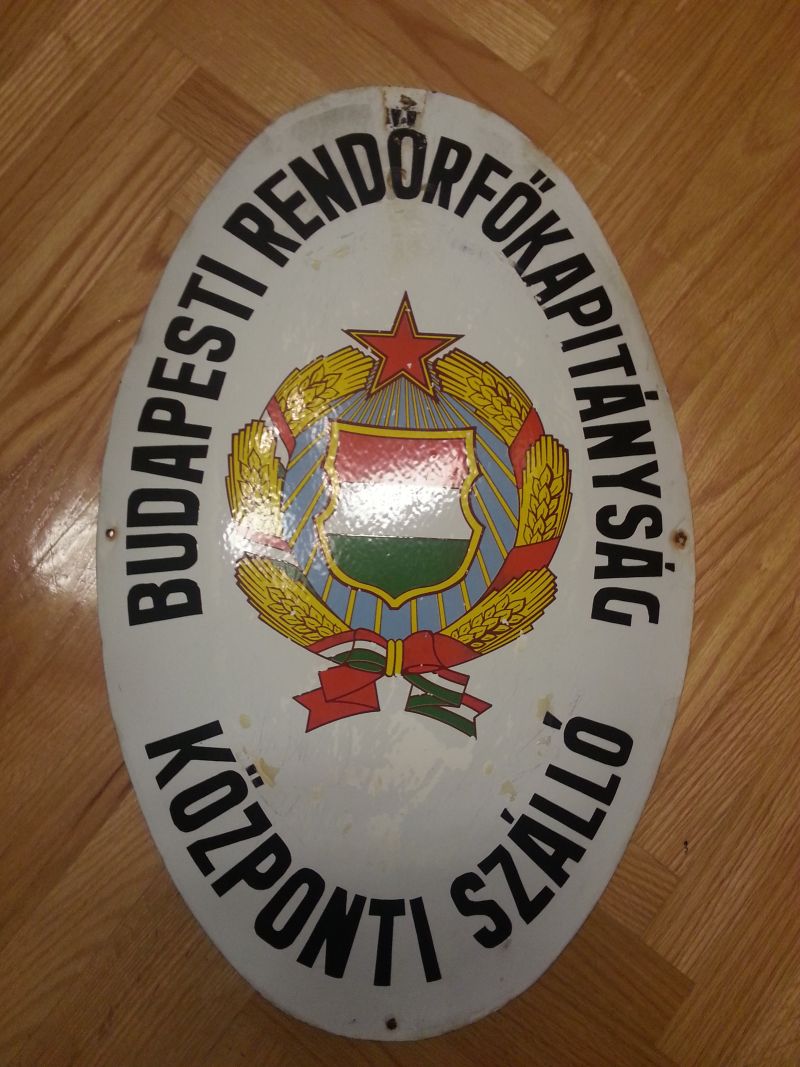 BUDAPESTI RENDŐRFŐKAPITÁNYSÁG
KÖZPONTI SZÁLLÓ